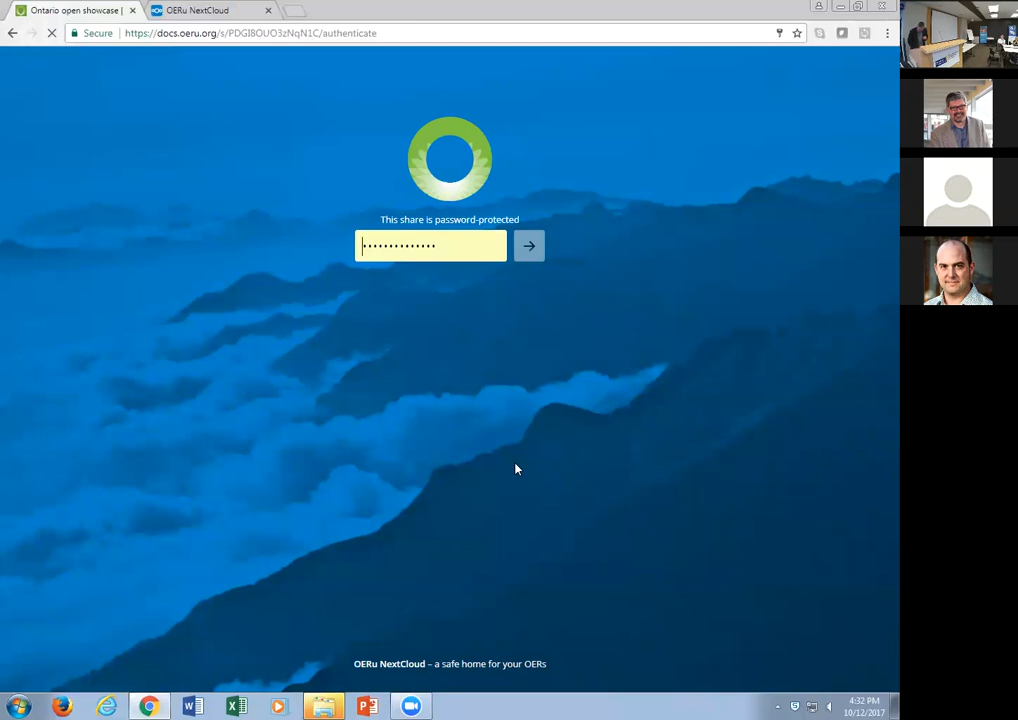 Ontario open showcase |
OERu NextCloud
Secure
https://docs.oeru.org/s/PDGI8OUO3zNqN1C/authenticate
This share is password-protected
OERu NextCloud – a safe home for your OERs
4:32 PM
10/12/2017